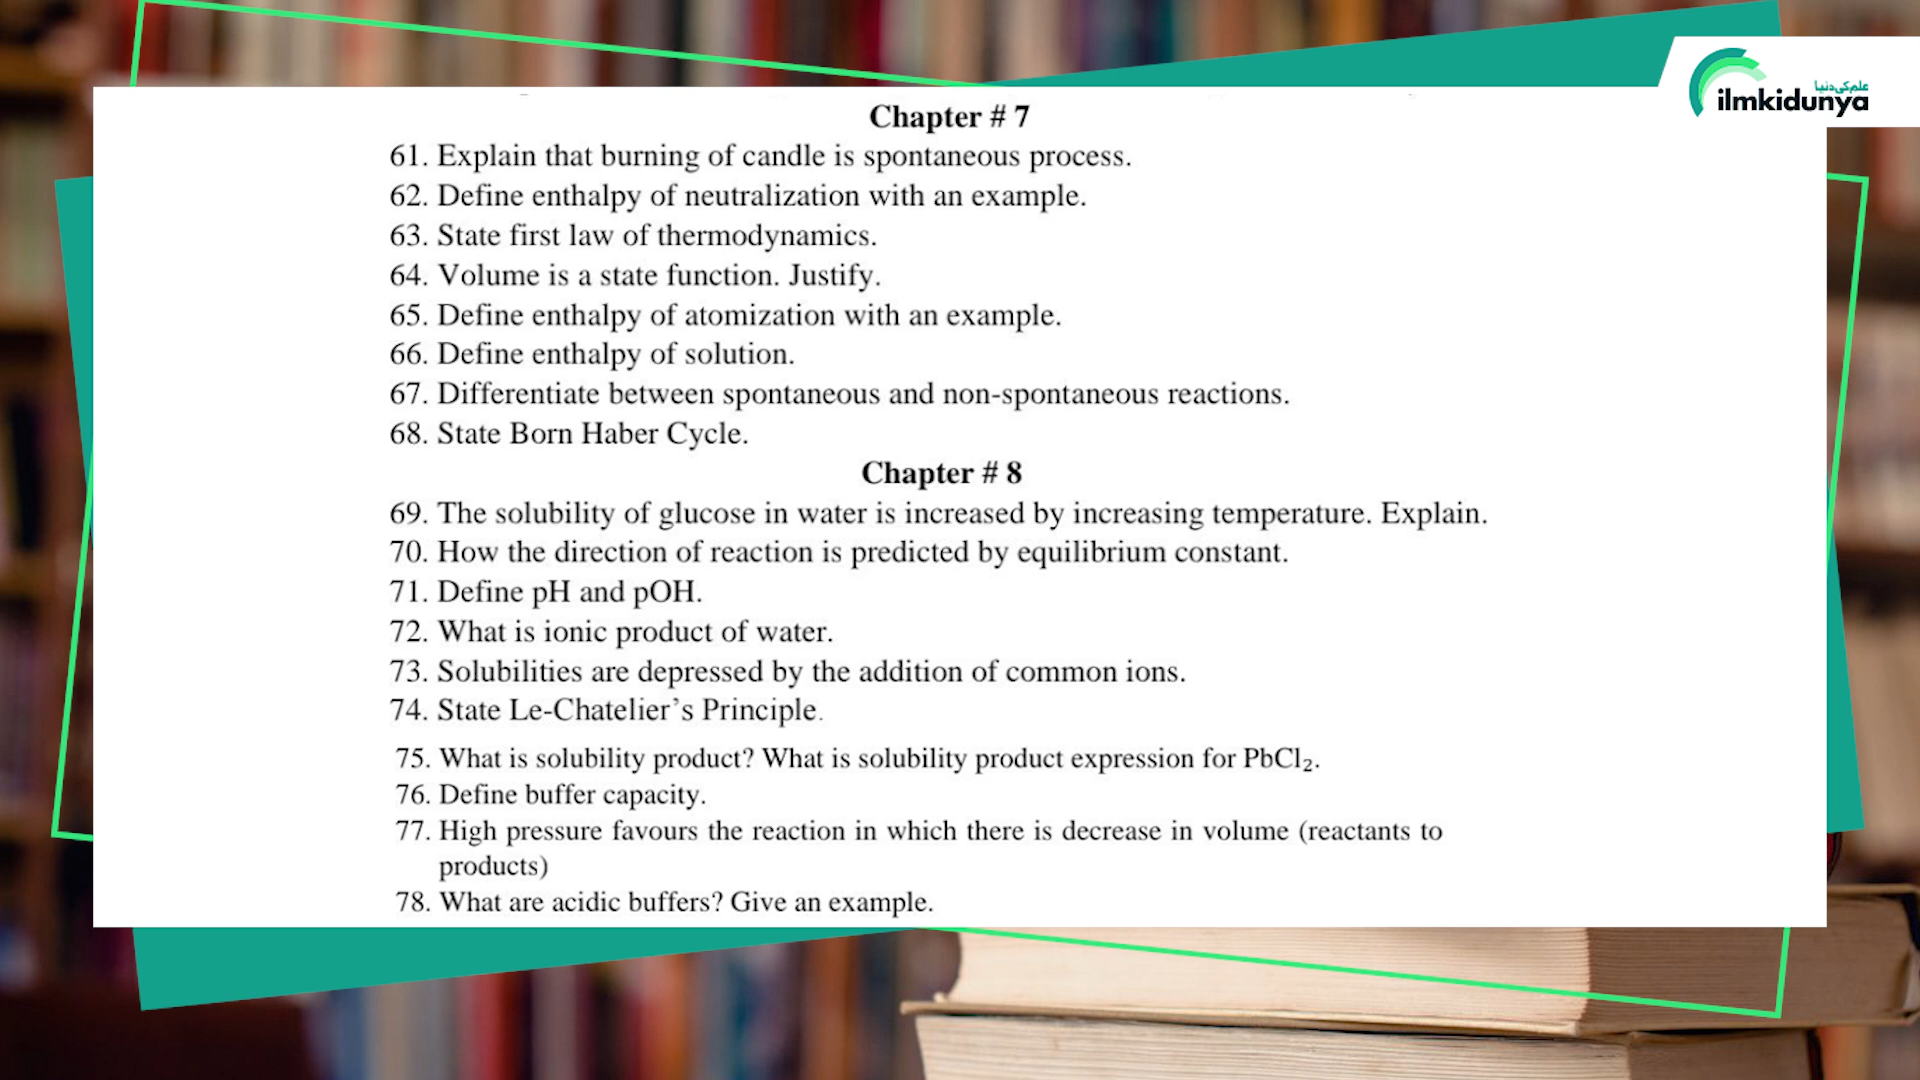 علم کی دنیا
ilmkidunya
Chapter # 7
61. Explain that burning of candle is spontaneous process.
62. Define enthalpy of neutralization with an example.
63. State first law of thermodynamics.
64. Volume is a state function. Justify.
65. Define enthalpy of atomization with an example.
66. Define enthalpy of solution.
67. Differentiate between spontaneous and non-spontaneous reactions.
68. State Born Haber Cycle.
Chapter # 8
69. The solubility of glucose in water is increased by increasing temperature. Explain.
70. How the direction of reaction is predicted by equilibrium constant.
71. Define pH and pOH.
72. What is ionic product of water.
73. Solubilities are depressed by the addition of common ions.
74. State Le-Chatelier’s Principle.
75. What is solubility product? What is solubility product expression for PbCl₂.
76. Define buffer capacity.
77. High pressure favours the reaction in which there is decrease in volume (reactants to
products)
78. What are acidic buffers? Give an example.